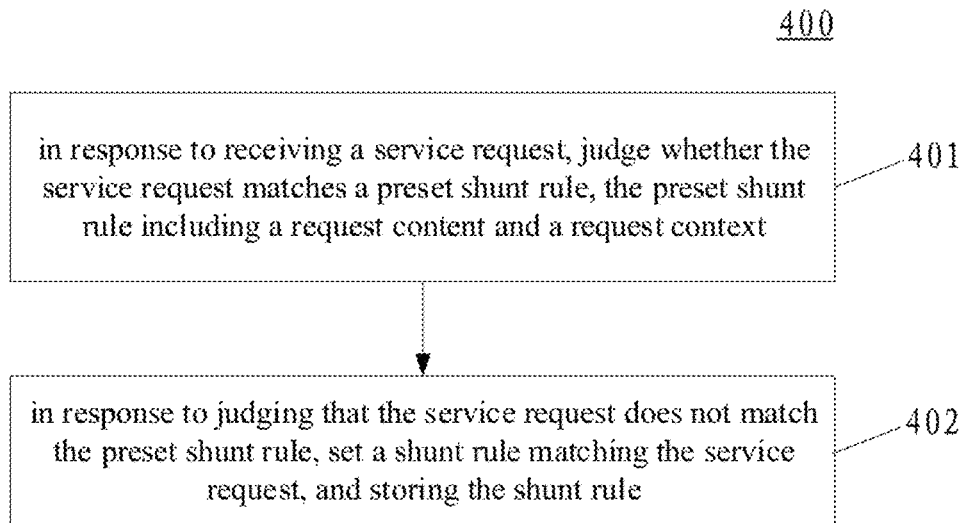 400
in response to receiving a service request, judge whether the
service request matches a preset shunt rule, the preset shunt
rule including a request content and a request context
401
in response to judging that the service request does not match
the preset shunt rule, set a shunt rule matching the service
request, and storing the shunt rule
402